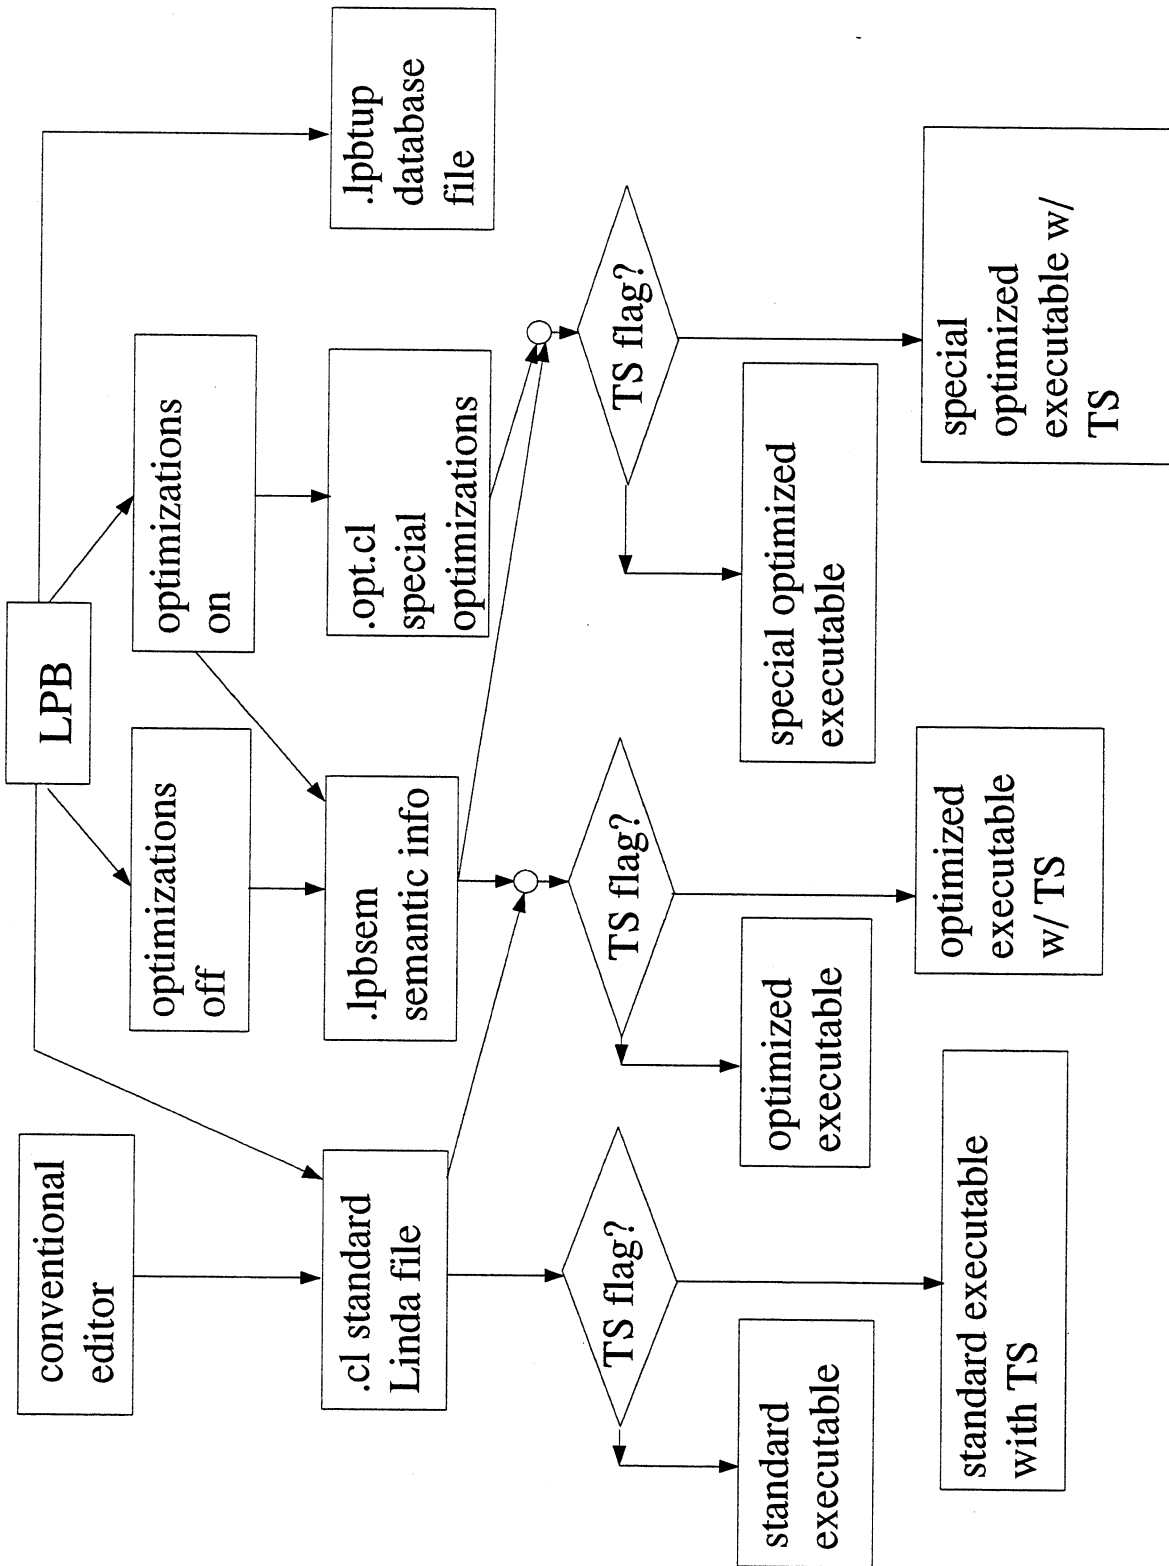 conventional
editor
LPB
optimizations
off
optimizations
on
.cl standard
Linda file
.lpbsem
semantic info
.opt.cl
special
optimizations
.lpbtup
database
file
TS flag?
TS flag?
TS flag?
standard
executable
optimized
executable
special optimized
executable
standard executable
with TS
optimized
executable
w/ TS
special
optimized
executable w/
TS